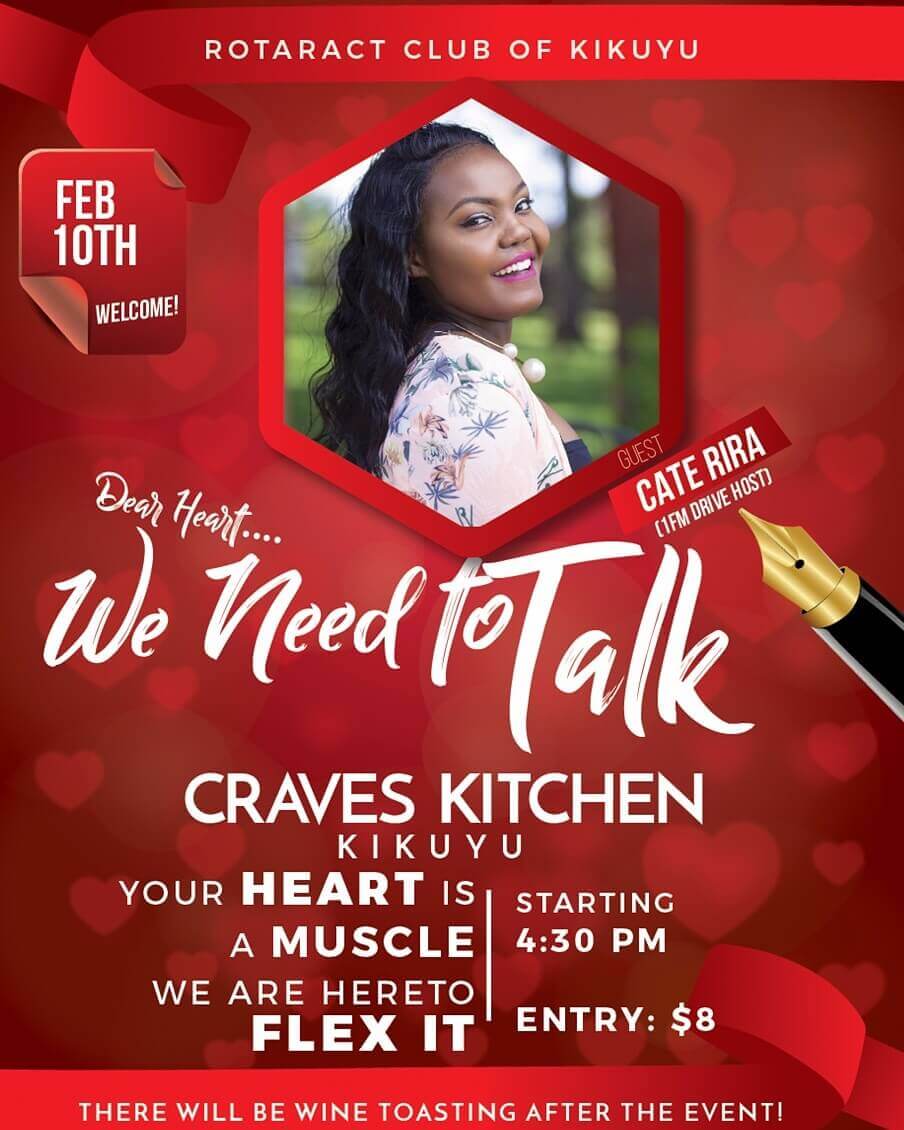 ROTARACT CLUB OF KIKUYU
FEB
10TH
WELCOME!
GUEST
CATE RIRA
(1FM DRIVE HOST)
Dear Heart....
We Need to Talk
CRAVES KITCHEN
KIKUYU
YOUR HEART IS
A MUSCLE
WE ARE HERETO
FLEX IT
STARTING
4:30 PM
ENTRY: $8
THERE WILL BE WINE TOASTING AFTER THE EVENT!